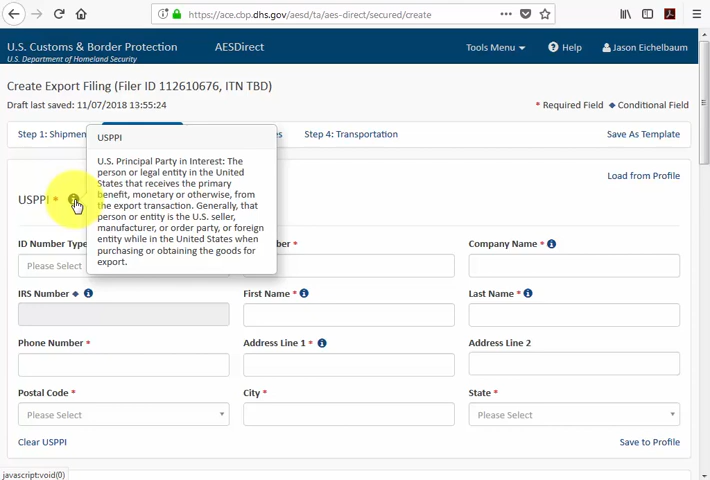 https://ace.cbp.dhs.gov/aesd/ta/aes-direct/secured/create
U.S. Customs & Border Protection
U.S. Department of Homeland Security
AESDirect
Tools Menu
Help
Jason Eichelbaum
Create Export Filing (Filer ID 112610676, ITN TBD)
Draft last saved: 11/07/2018 13:55:24
* Required Field ◆ Conditional Field
Step 1: Shipmen
Step 4: Transportation
Save As Template
USPPI
U.S. Principal Party in Interest: The
person or legal entity in the United
States that receives the primary
benefit, monetary or otherwise, from
the export transaction. Generally, that
person or entity is the U.S. seller,
manufacturer, or order party, or foreign
entity while in the United States when
purchasing or obtaining the goods for
export.
Load from Profile
USPPI *
ID Number Type
Company Name *
Please Select
IRS Number ◆
First Name *
Last Name *
Phone Number *
Address Line 1 *
Address Line 2
Postal Code *
City *
State *
Please Select
Please Select
Clear USPPI
Save to Profile
javascript:void(0)